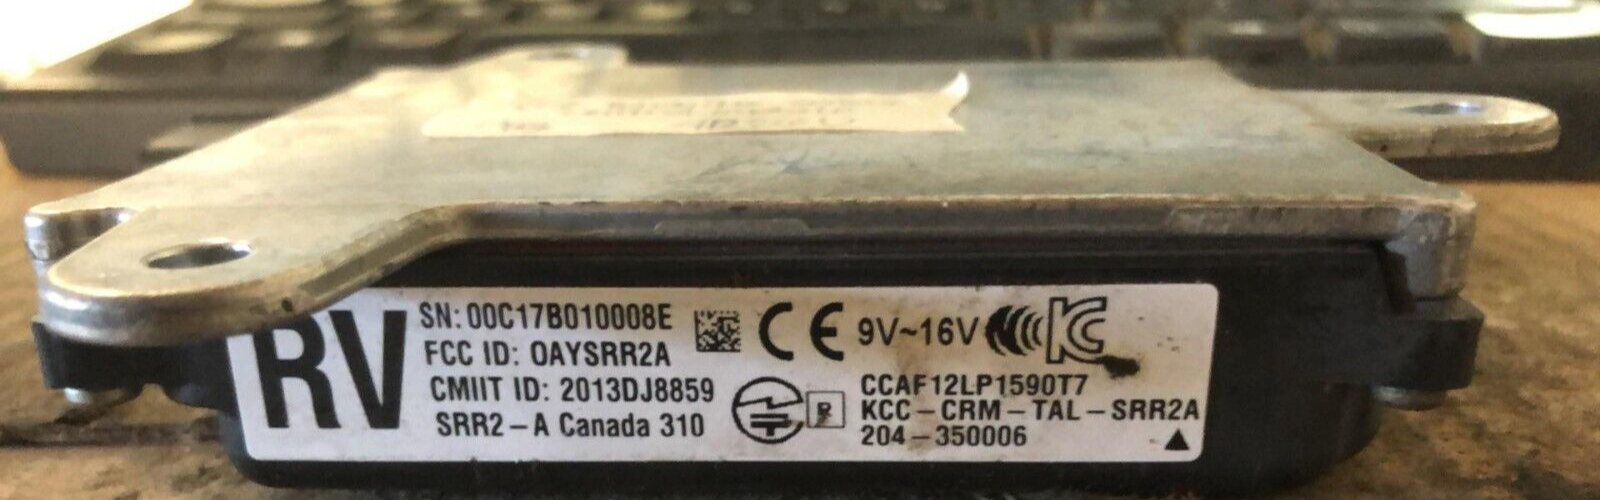 RV
SN: 00C17B010008E
FCC ID: OAYSRR2A
CMIIT ID: 2013DJ8859
SRR2-A Canada 310
CE 9V~16V KC
R
CCAF12LP1590T7
KCC-CRM-TAL-SRR2A
204-350006